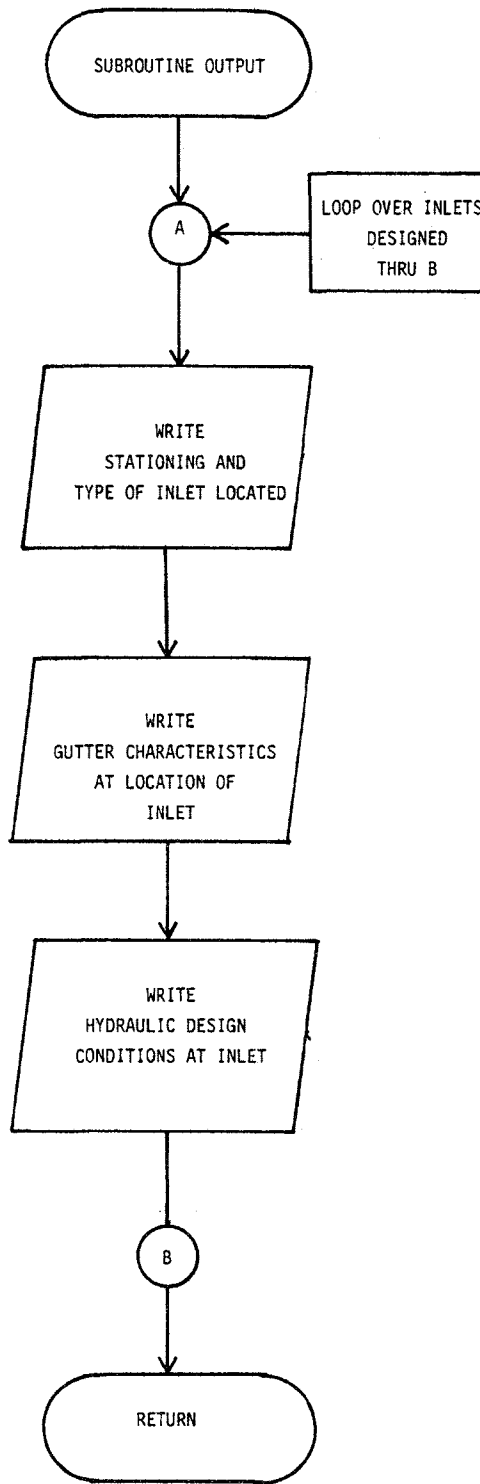 SUBROUTINE OUTPUT
A
LOOP OVER INLETS
DESIGNED
THRU B
WRITE
STATIONING AND
TYPE OF INLET LOCATED
WRITE
GUTTER CHARACTERISTICS
AT LOCATION OF
INLET
WRITE
HYDRAULIC DESIGN
CONDITIONS AT INLET
B
RETURN